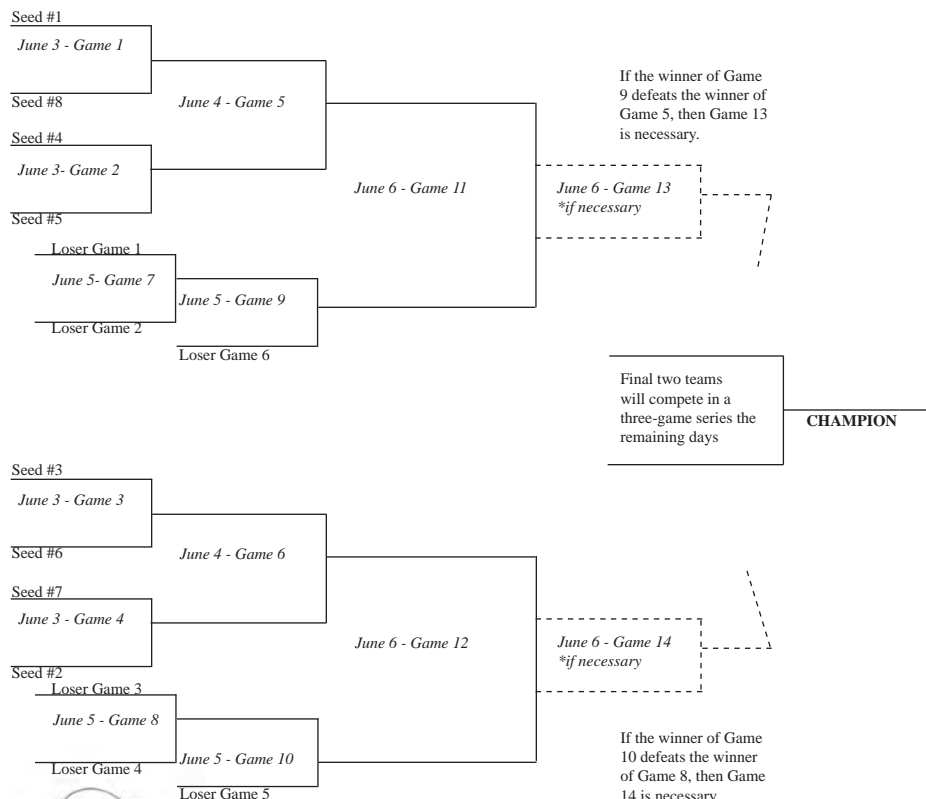 Seed #1
June 3 - Game 1
Seed #8
June 4 - Game 5
Seed #4
June 3- Game 2
Seed #5
June 6 - Game 11
If the winner of Game
9 defeats the winner of
Game 5, then Game 13
is necessary.
June 6 - Game 13
*if necessary
Loser Game 1
June 5- Game 7
Loser Game 2
June 5 - Game 9
Loser Game 6
Final two teams
will compete in a
three-game series the
remaining days
CHAMPION
Seed #3
June 3 - Game 3
Seed #6
June 4 - Game 6
Seed #7
June 3 - Game 4
Seed #2
June 6 - Game 12
June 6 - Game 14
*if necessary
Loser Game 3
June 5 - Game 8
Loser Game 4
June 5 - Game 10
Loser Game 5
If the winner of Game
10 defeats the winner
of Game 8, then Game
14 is necessary